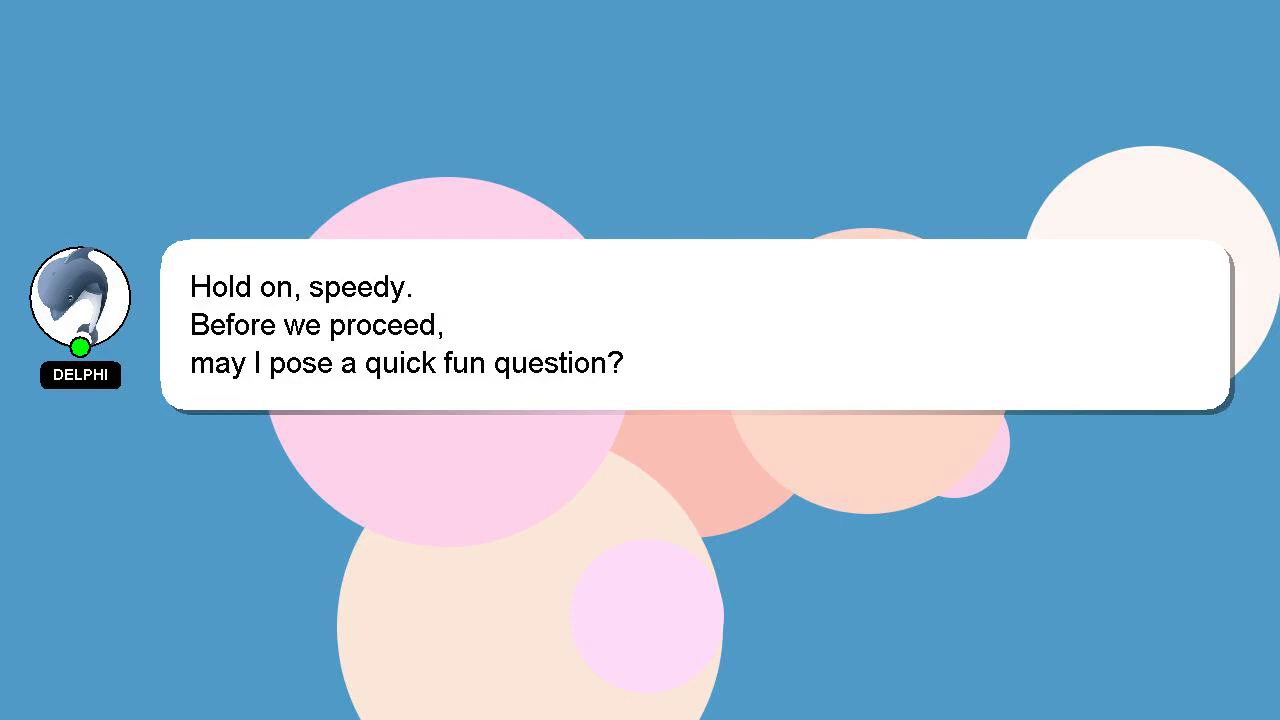 Hold on, speedy.
Before we proceed,
may I pose a quick fun question?
DELPHI